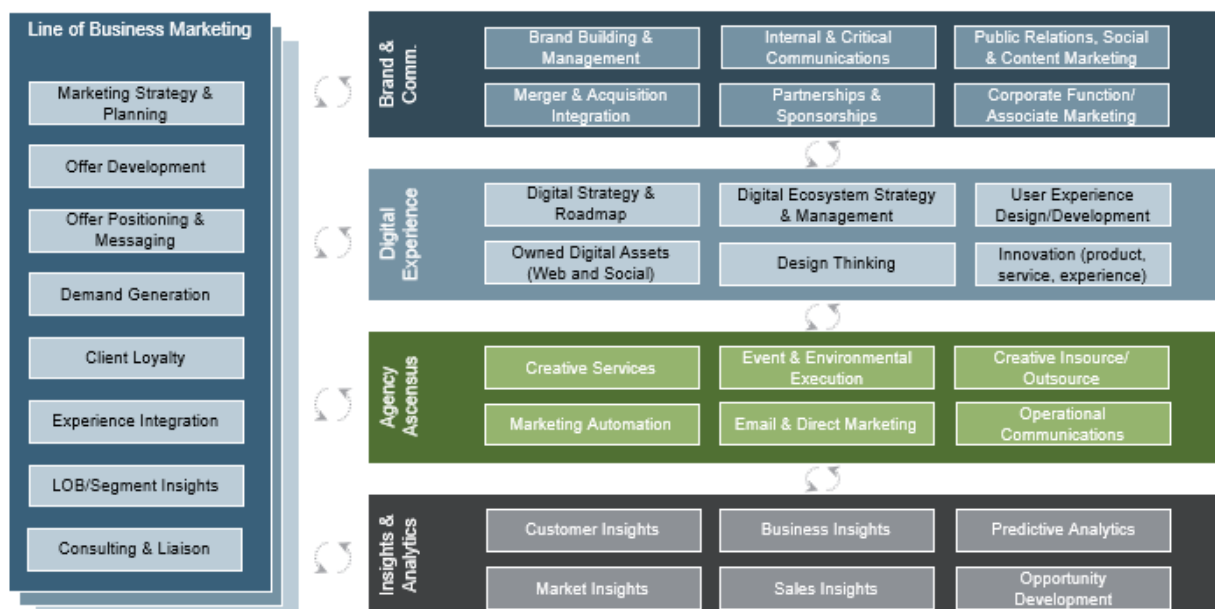 Line of Business Marketing
Marketing Strategy &
Planning
Offer Development
Offer Positioning &
Messaging
Demand Generation
Client Loyalty
Experience Integration
LOB/Segment Insights
Consulting & Liaison
Brand &
Comm.
Brand Building &
Management
Internal & Critical
Communications
Public Relations, Social
& Content Marketing
Merger & Acquisition
Integration
Partnerships &
Sponsorships
Corporate Function/
Associate Marketing
Digital
Experience
Digital Strategy &
Roadmap
Digital Ecosystem Strategy
& Management
User Experience
Design/Development
Owned Digital Assets
(Web and Social)
Design Thinking
Innovation (product,
service, experience)
Agency
Ascensus
Creative Services
Event & Environmental
Execution
Creative Insource/
Outsource
Marketing Automation
Email & Direct Marketing
Operational
Communications
Insights &
Analytics
Customer Insights
Business Insights
Predictive Analytics
Market Insights
Sales Insights
Opportunity
Development